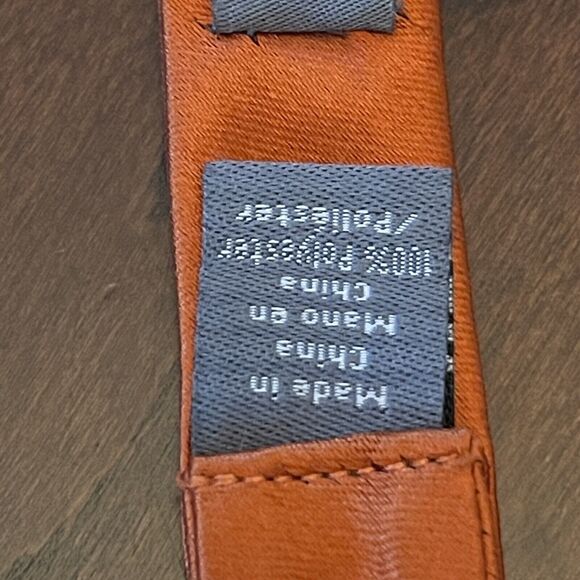 Made in
China
Mano en
China
100% Polyester
/Poliester